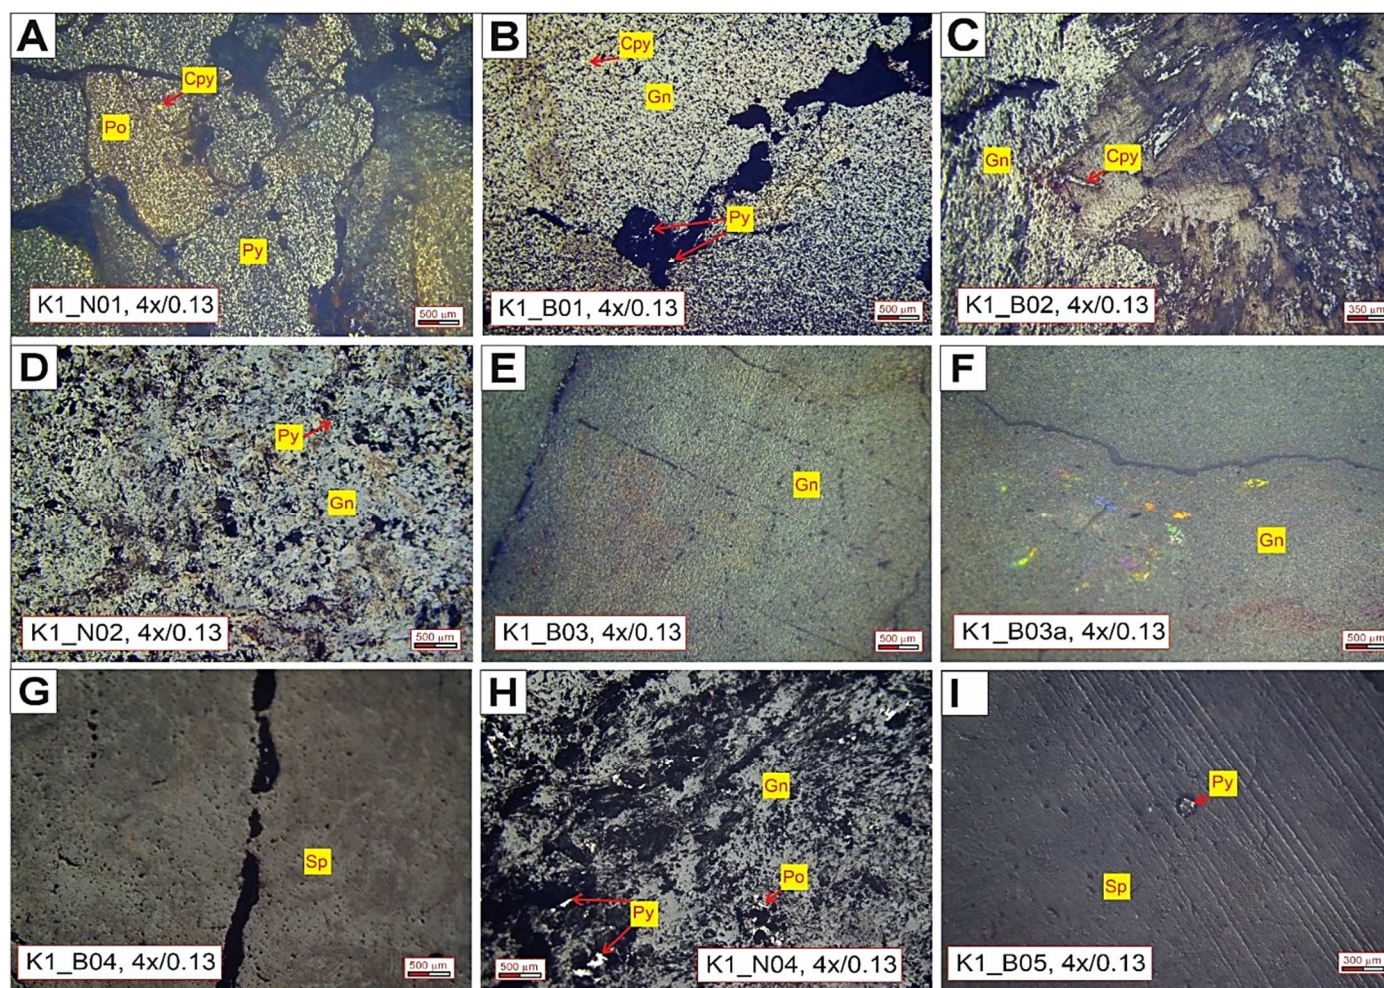 A
Cpy
Po
Py
K1_N01, 4x/0.13
500 µm
B
Cpy
Gn
Py
K1_B01, 4x/0.13
500 µm
C
Gn
Cpy
K1_B02, 4x/0.13
350 µm
D
Py
Gn
K1_N02, 4x/0.13
500 µm
E
Gn
K1_B03, 4x/0.13
500 µm
F
Gn
K1_B03a, 4x/0.13
500 µm
G
Sp
K1_B04, 4x/0.13
500 µm
H
Gn
Po
Py
500 µm
K1_N04, 4x/0.13
I
Py
Sp
K1_B05, 4x/0.13
300 µm